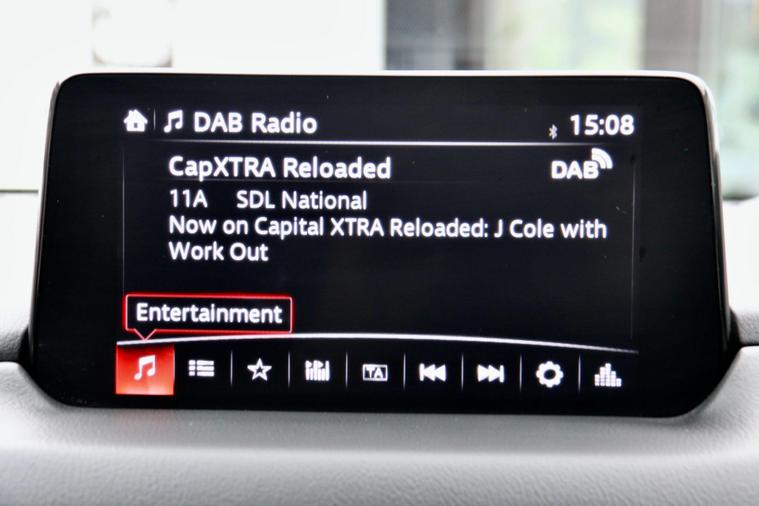 DAB Radio 15:08
CapXTRA Reloaded DAB
11A SDL National
Now on Capital XTRA Reloaded: J Cole with
Work Out
Entertainment
TA